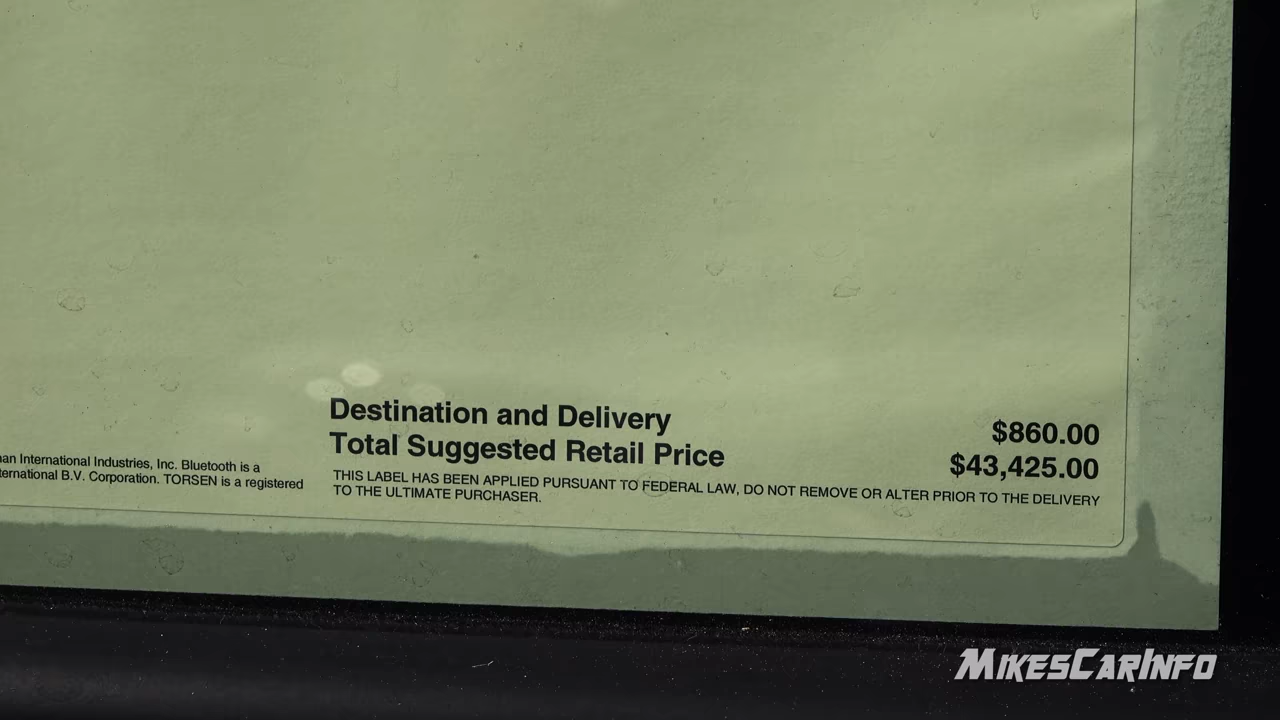 Destination and Delivery $860.00
Total Suggested Retail Price $43,425.00
International Industries, Inc. Bluetooth is a
B.V. Corporation. TORSEN is a registered
THIS LABEL HAS BEEN APPLIED PURSUANT TO FEDERAL LAW, DO NOT REMOVE OR ALTER PRIOR TO THE DELIVERY
TO THE ULTIMATE PURCHASER.
MIKESCARINFO